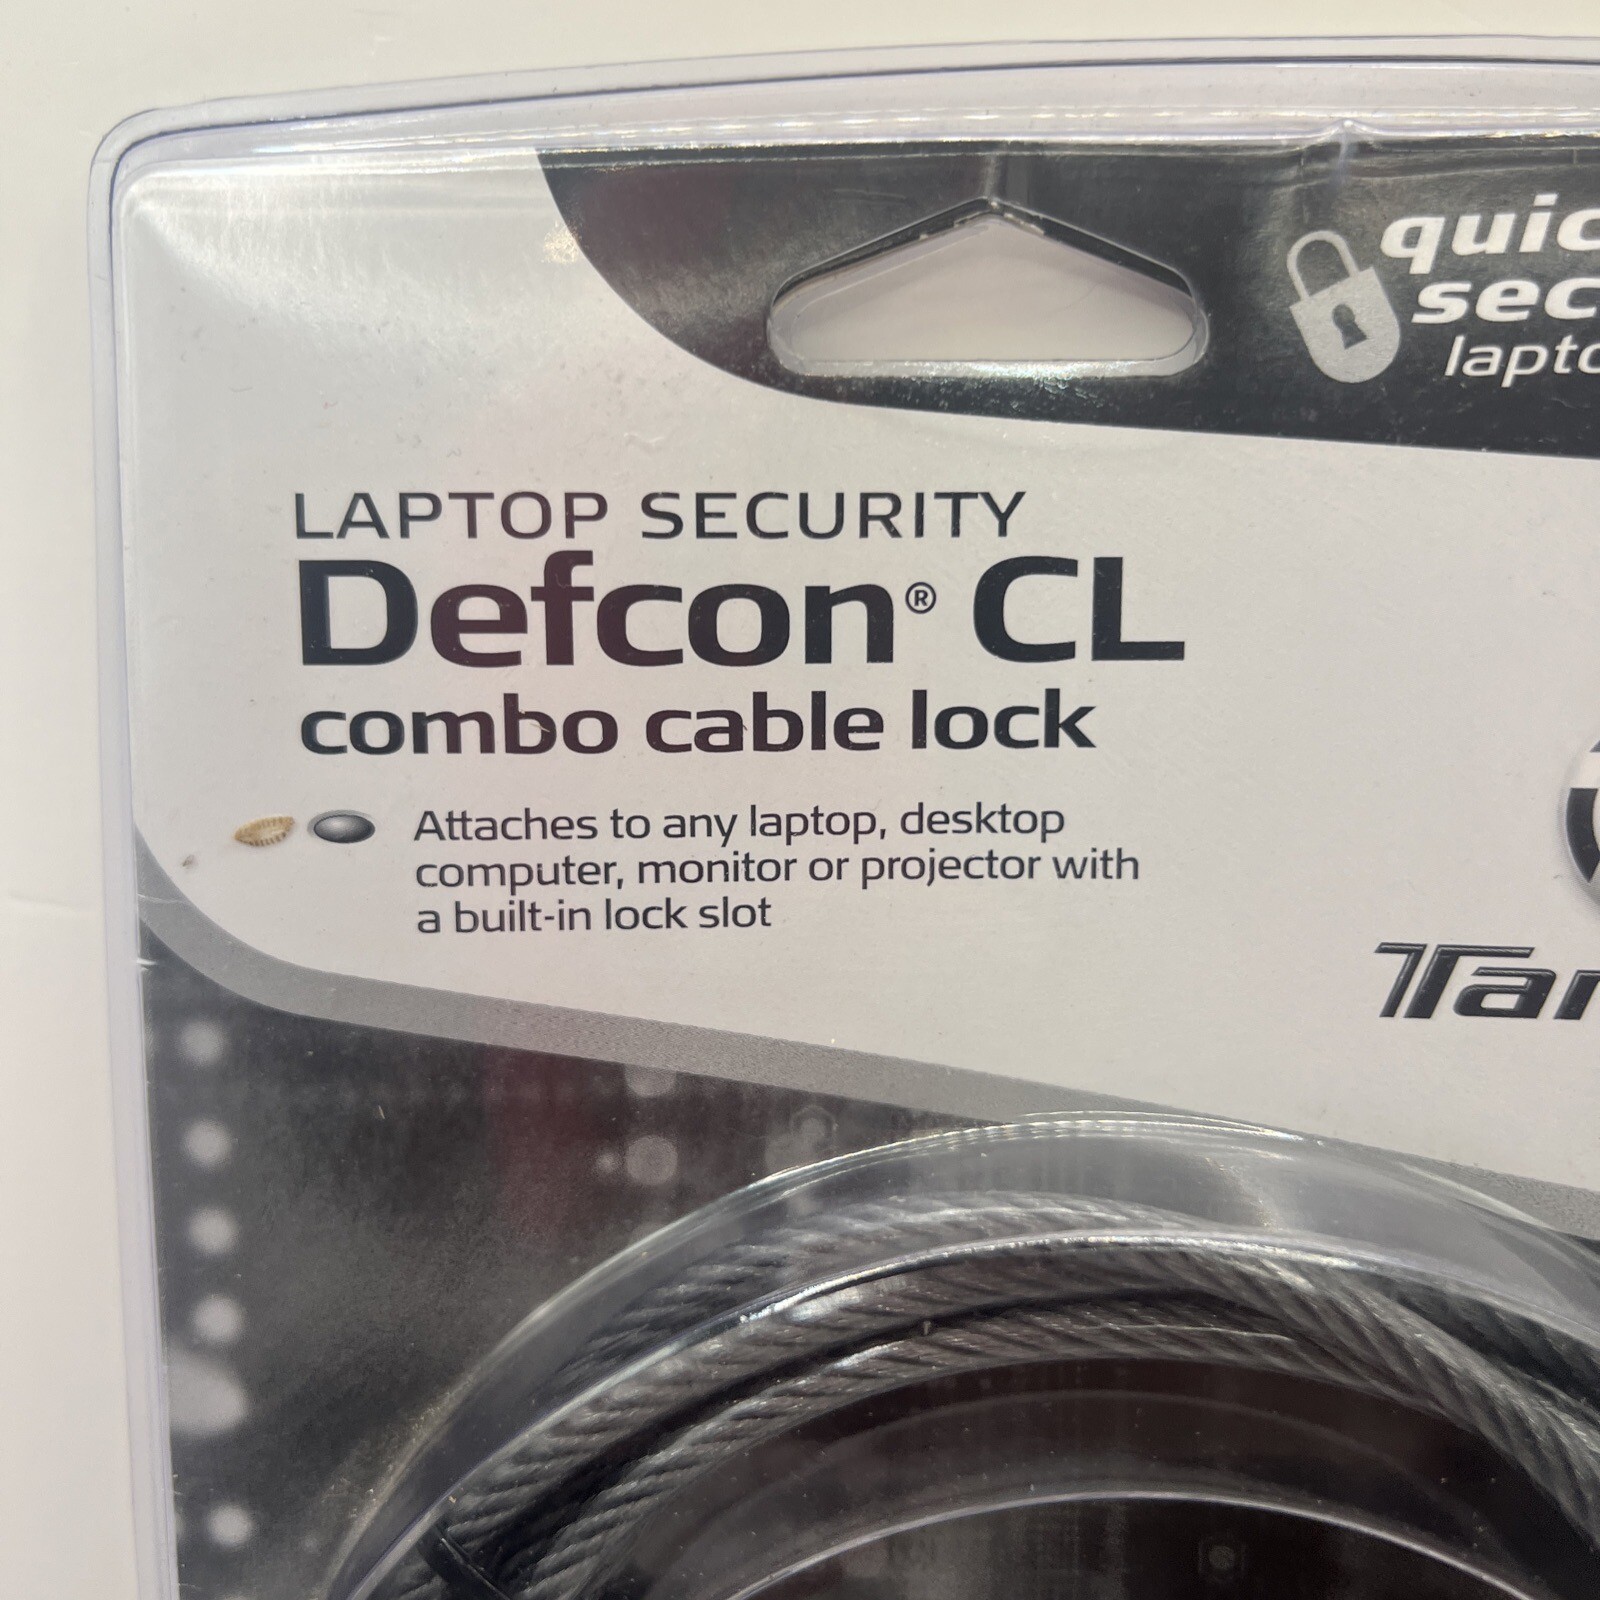 quic
sec
lapto
LAPTOP SECURITY
Defcon® CL
combo cable lock
Attaches to any laptop, desktop
computer, monitor or projector with
a built-in lock slot
Tar